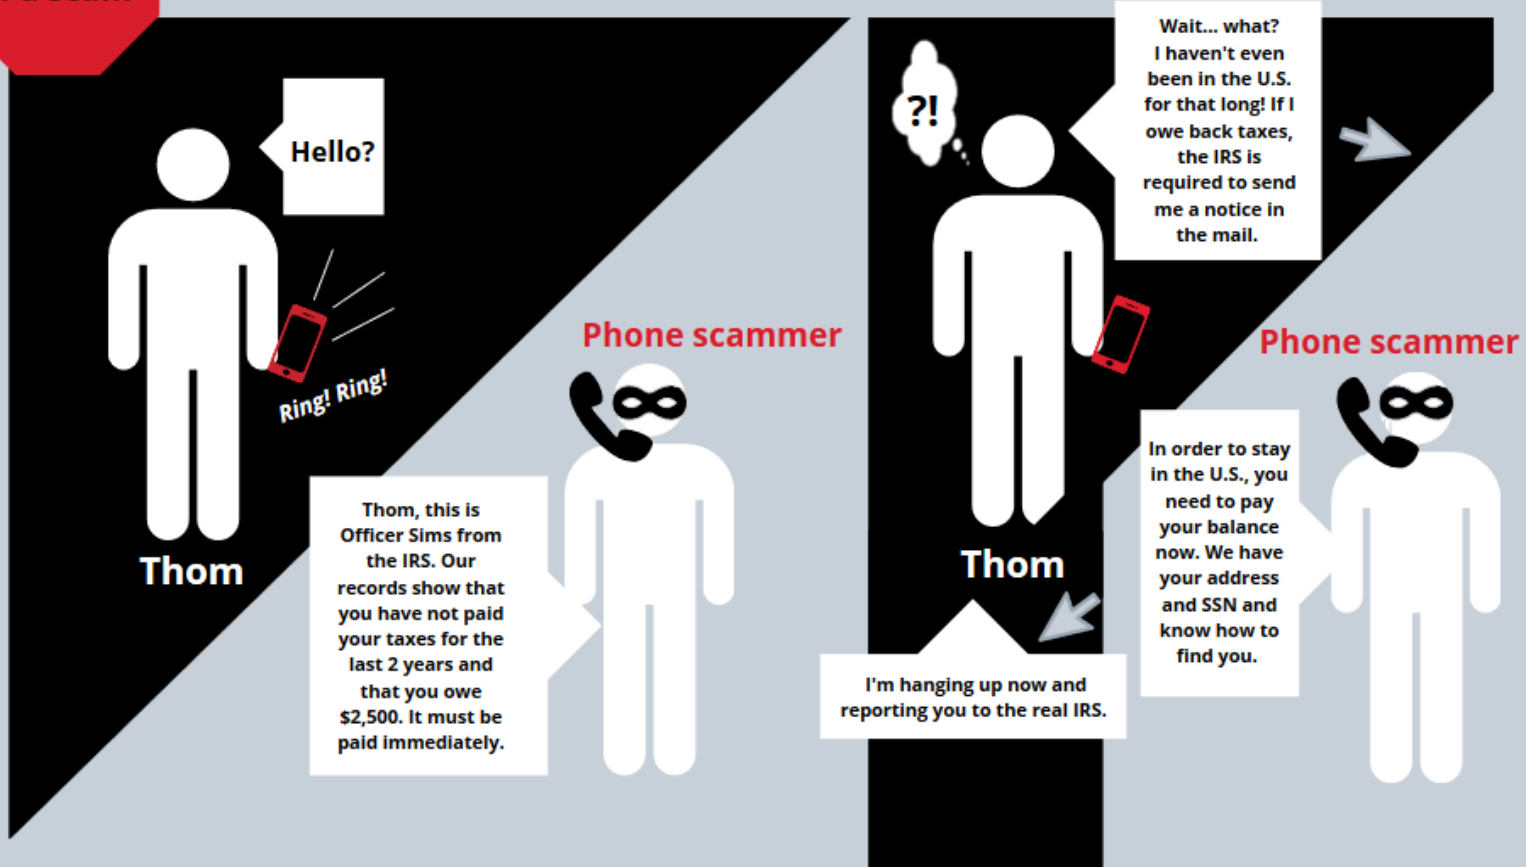 Hello?
Ring! Ring!
Thom
Phone scammer
Thom, this is
Officer Sims from
the IRS. Our
records show that
you have not paid
your taxes for the
last 2 years and
that you owe
$2,500. It must be
paid immediately.
?!
Wait... what?
I haven't even
been in the U.S.
for that long! If I
owe back taxes,
the IRS is
required to send
me a notice in
the mail.
Thom
Phone scammer
In order to stay
in the U.S., you
need to pay
your balance
now. We have
your address
and SSN and
know how to
find you.
I'm hanging up now and
reporting you to the real IRS.